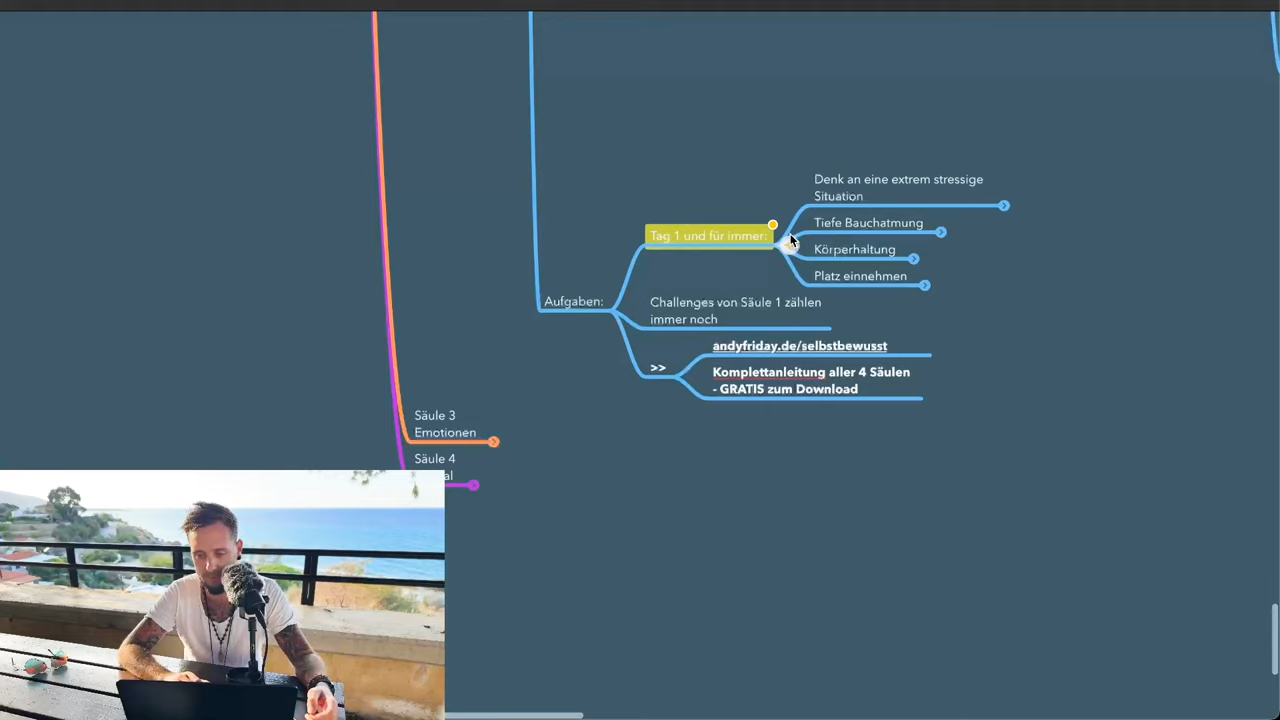 Denk an eine extrem stressige
Situation
Tiefe Bauchatmung
Tag 1 und für immer:
Körperhaltung
Platz einnehmen
Aufgaben:
Challenges von Säule 1 zählen
immer noch
>>
andyfriday.de/selbstbewusst
Komplettanleitung aller 4 Säulen
- GRATIS zum Download
Säule 3
Emotionen
Säule 4